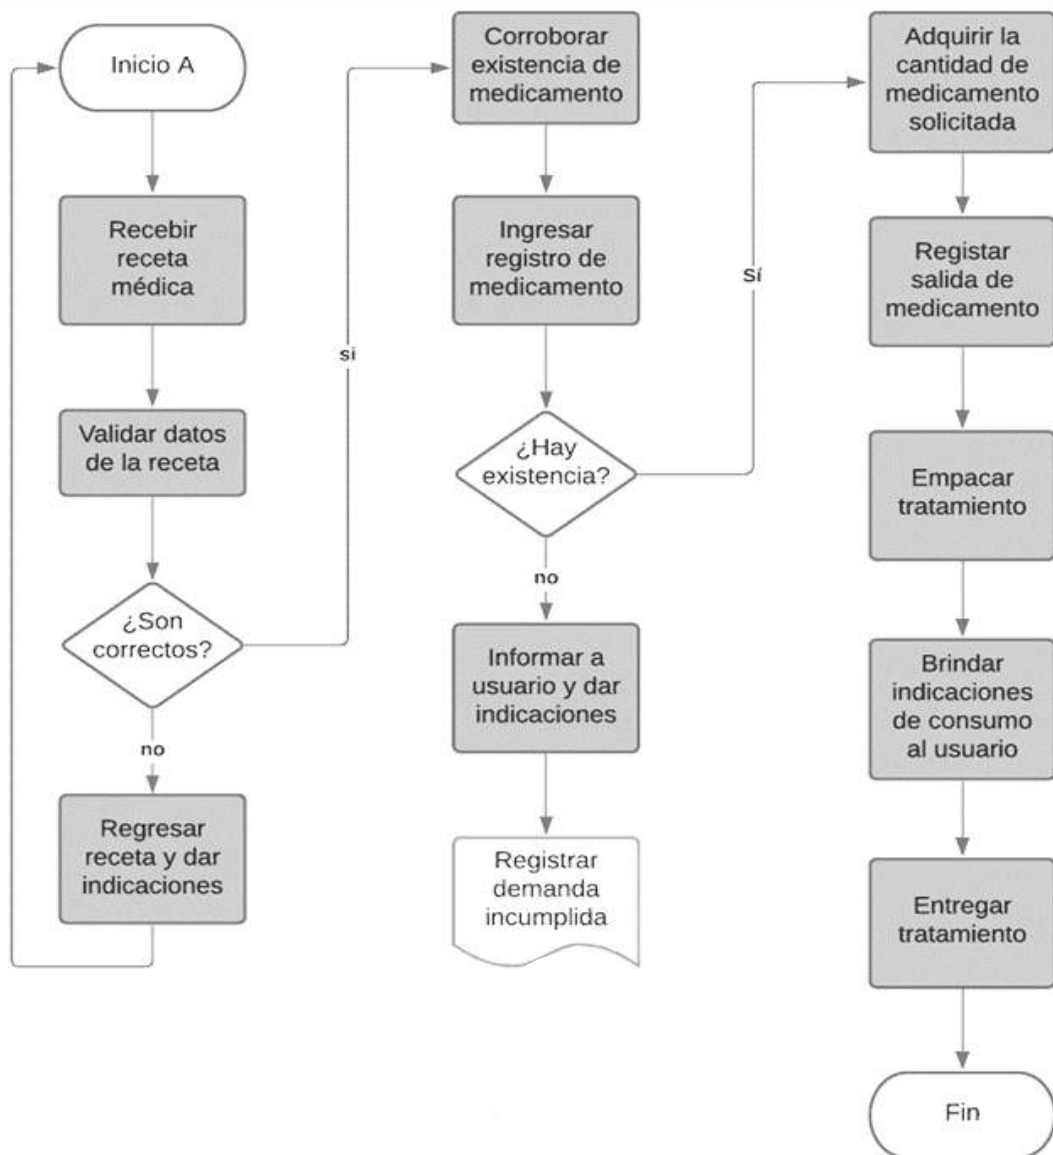 Inicio A
Recebir
receta
médica
Validar datos
de la receta
¿Son
correctos?
no
Regresar
receta y dar
indicaciones
si
Corroborar
existencia de
medicamento
Ingresar
registro de
medicamento
¿Hay
existencia?
no
Informar a
usuario y dar
indicaciones
Registrar
demanda
incumplida
Sí
Adquirir la
cantidad de
medicamento
solicitada
Registar
salida de
medicamento
Empacar
tratamiento
Brindar
indicaciones
de consumo
al usuario
Entregar
tratamiento
Fin